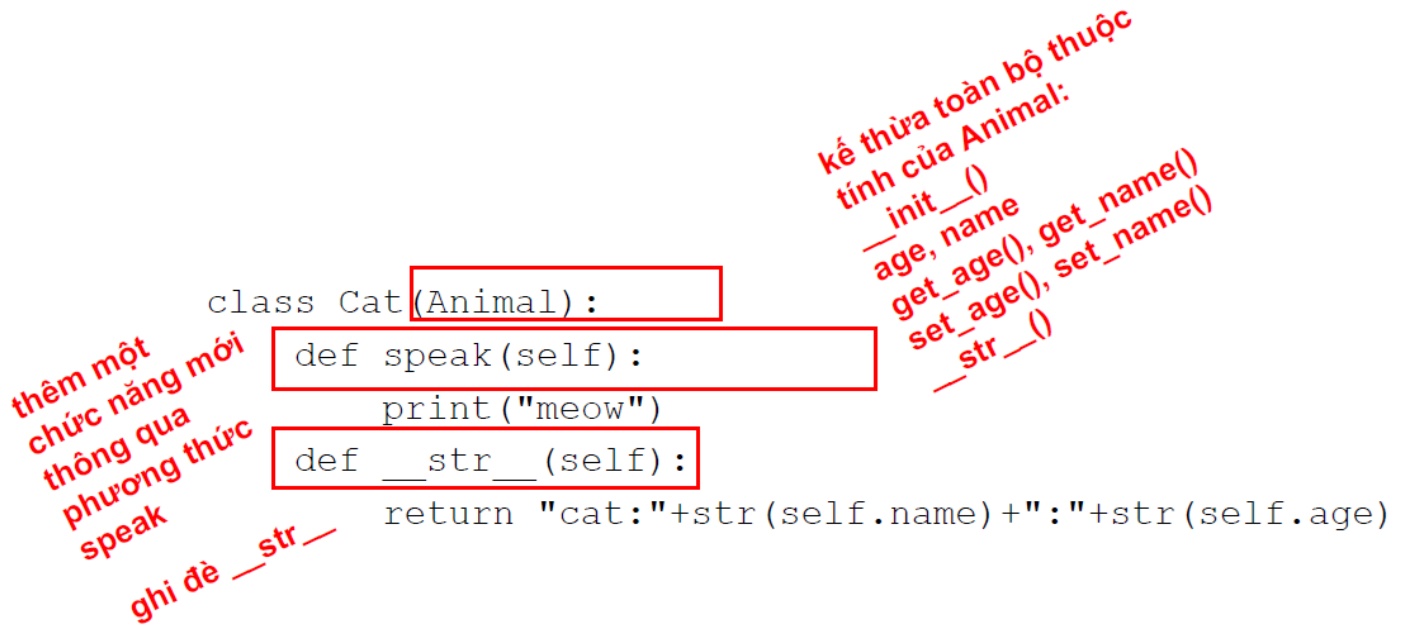 kế thừa toàn bộ thuộc
tính của Animal:
__init__()
age, name
get_age(), get_name()
set_age(), set_name()
__str__()
class Cat(Animal):
def speak(self):
print("meow")
def __str__(self):
return "cat:"+str(self.name)+":"+str(self.age)
thêm một
chức năng mới
thông qua
phương thức
speak
ghi đè __str__